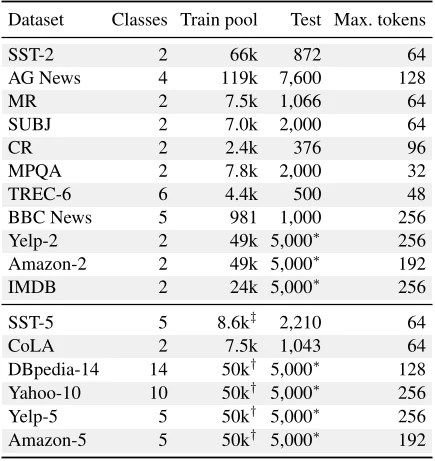 Dataset Classes Train pool Test Max. tokens
SST-2 2 66k 872 64
AG News 4 119k 7,600 128
MR 2 7.5k 1,066 64
SUBJ 2 7.0k 2,000 64
CR 2 2.4k 376 96
MPQA 2 7.8k 2,000 32
TREC-6 6 4.4k 500 48
BBC News 5 981 1,000 256
Yelp-2 2 49k 5,000* 256
Amazon-2 2 49k 5,000* 192
IMDB 2 24k 5,000* 256
SST-5 5 8.6k‡ 2,210 64
CoLA 2 7.5k 1,043 64
DBpedia-14 14 50k† 5,000* 128
Yahoo-10 10 50k† 5,000* 256
Yelp-5 5 50k† 5,000* 256
Amazon-5 5 50k† 5,000* 192